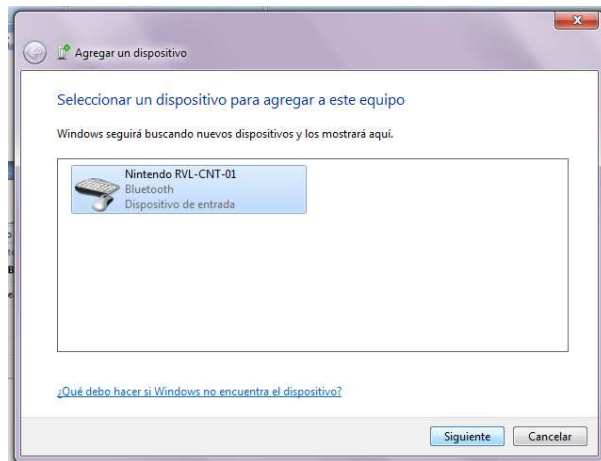 Agregar un dispositivo
Seleccionar un dispositivo para agregar a este equipo
Windows seguirá buscando nuevos dispositivos y los mostrará aquí.
Nintendo RVL-CNT-01
Bluetooth
Dispositivo de entrada
¿Qué debo hacer si Windows no encuentra el dispositivo?
Siguiente Cancelar